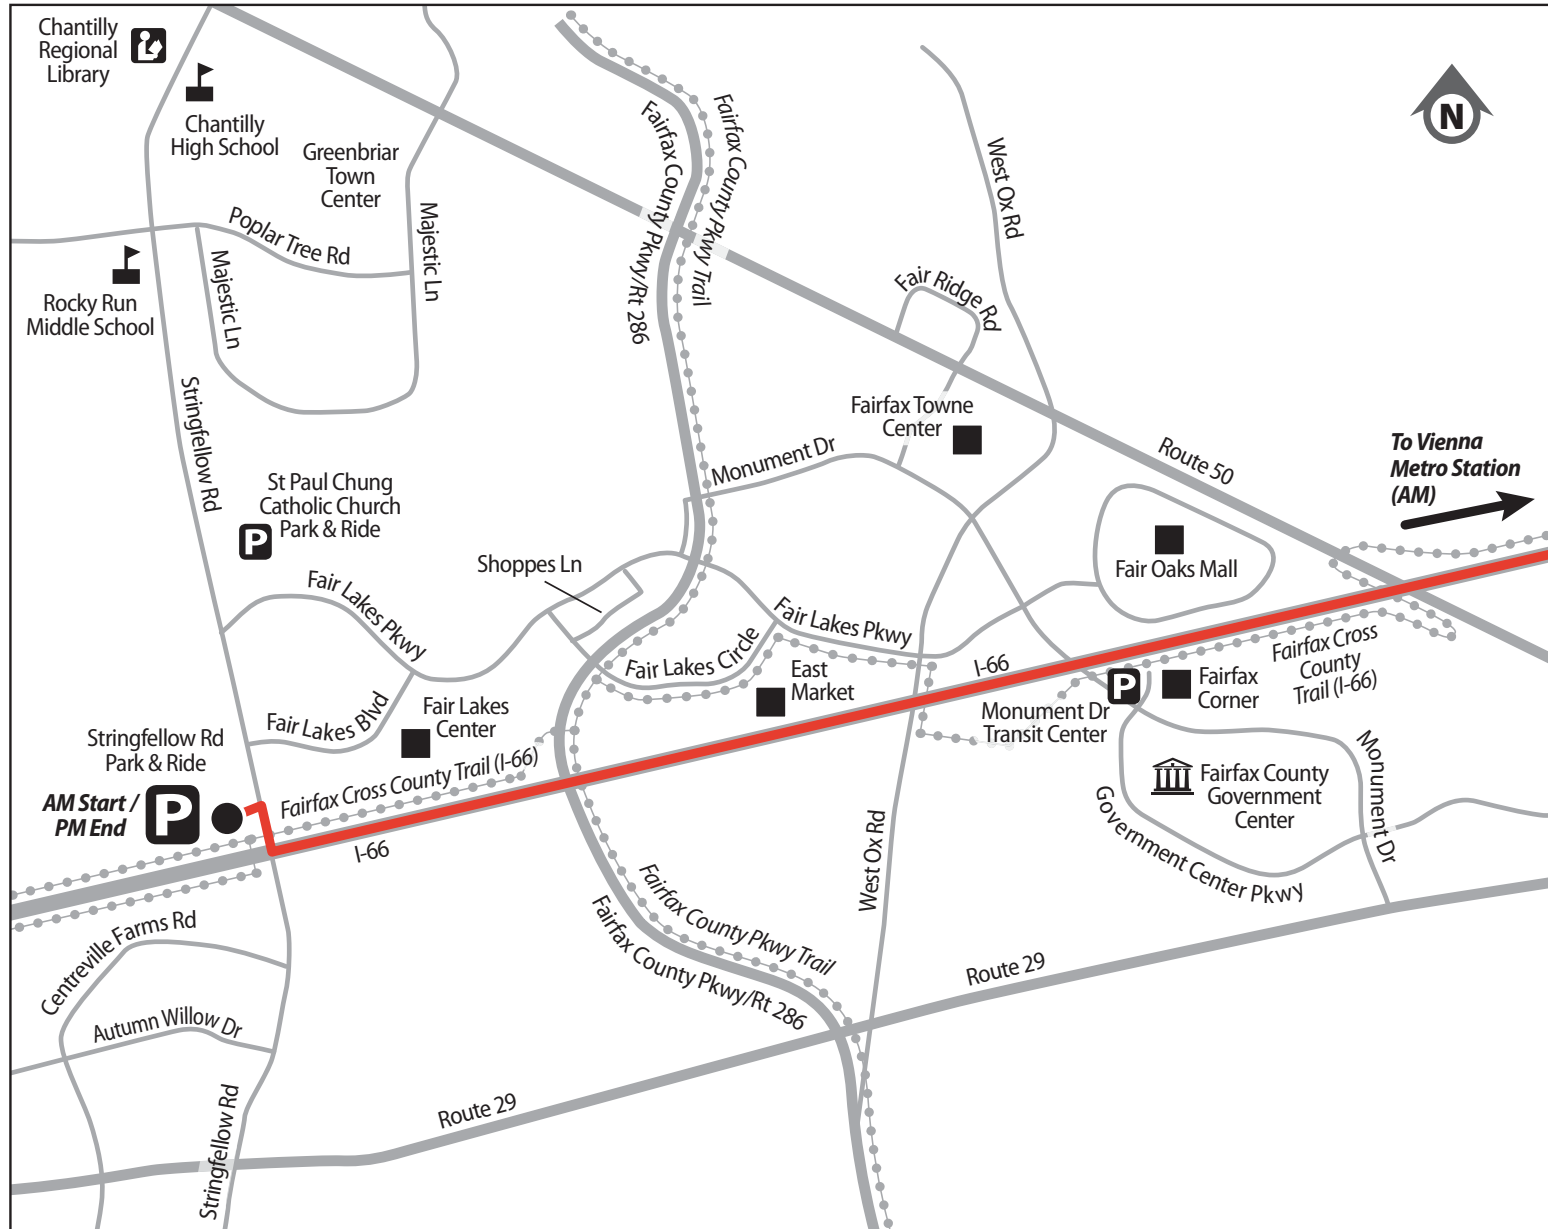 Chantilly
Regional
Library
Chantilly
High School
Greenbriar
Town
Center
Fairfax County Pkwy/Rt 286
Fairfax County Pkwy Trail
West Ox Rd
N
Poplar Tree Rd
Majestic Ln
Majestic Ln
Rocky Run
Middle School
Fair Ridge Rd
Stringfellow Rd
Fairfax Towne
Center
Monument Dr
Route 50
To Vienna
Metro Station
(AM)
St Paul Chung
Catholic Church
Park & Ride
P
Shoppes Ln
Fair Oaks Mall
Fair Lakes Pkwy
Fair Lakes Pkwy
Fair Lakes Circle
East
Market
I-66
Fairfax Cross
County
Trail (I-66)
P
Fairfax
Corner
Monument Dr
Transit Center
Fair Lakes Blvd
Fair Lakes
Center
Stringfellow Rd
Park & Ride
AM Start /
PM End
P
Fairfax Cross County Trail (I-66)
I-66
Fairfax County
Government
Center
Monument Dr
Government Center Pkwy
West Ox Rd
Fairfax County Pkwy Trail
Fairfax County Pkwy/Rt 286
Centreville Farms Rd
Autumn Willow Dr
Route 29
Route 29
Stringfellow Rd